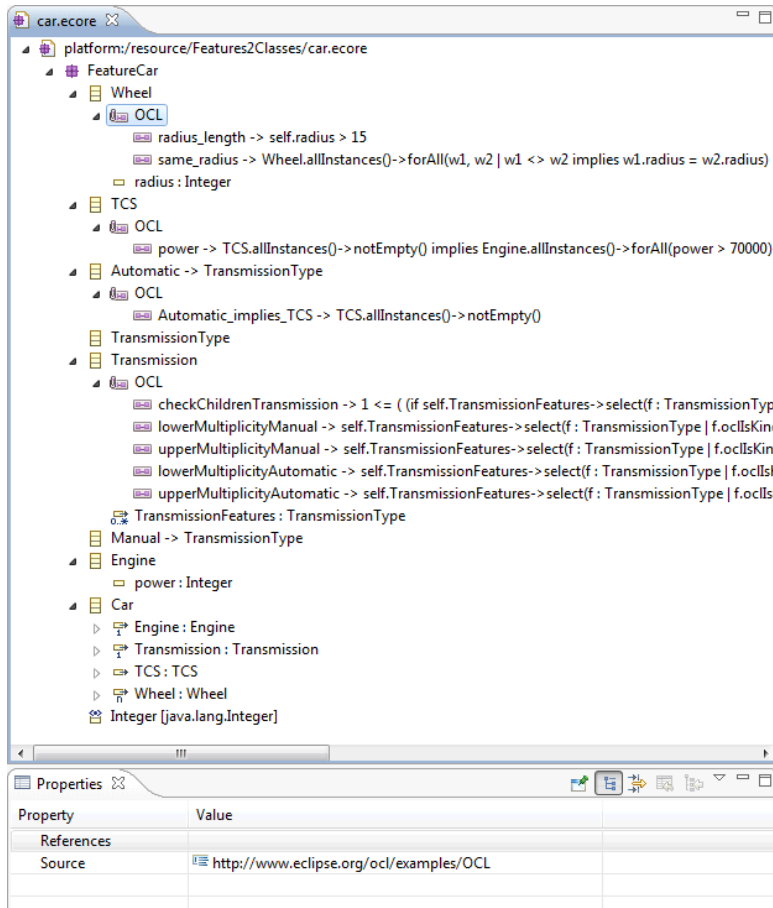 car.ecore
platform:/resource/Features2Classes/car.ecore
FeatureCar
Wheel
OCL
radius_length -> self.radius > 15
same_radius -> Wheel.allInstances()->forAll(w1, w2 | w1 <> w2 implies w1.radius = w2.radius)
radius : Integer
TCS
OCL
power -> TCS.allInstances()->notEmpty() implies Engine.allInstances()->forAll(power > 70000)
Automatic -> TransmissionType
OCL
Automatic_implies_TCS -> TCS.allInstances()->notEmpty()
TransmissionType
Transmission
OCL
checkChildrenTransmission -> 1 <= ( (if self.TransmissionFeatures->select(f : TransmissionTyp
lowerMultiplicityManual -> self.TransmissionFeatures->select(f : TransmissionType | f.oclIsKin
upperMultiplicityManual -> self.TransmissionFeatures->select(f : TransmissionType | f.oclIsKin
lowerMultiplicityAutomatic -> self.TransmissionFeatures->select(f : TransmissionType | f.oclIs
upperMultiplicityAutomatic -> self.TransmissionFeatures->select(f : TransmissionType | f.oclIs
0..* TransmissionFeatures : TransmissionType
Manual -> TransmissionType
Engine
power : Integer
Car
1 Engine : Engine
1 Transmission : Transmission
TCS : TCS
n Wheel : Wheel
Integer [java.lang.Integer]
Properties
Property Value
References
Source http://www.eclipse.org/ocl/examples/OCL